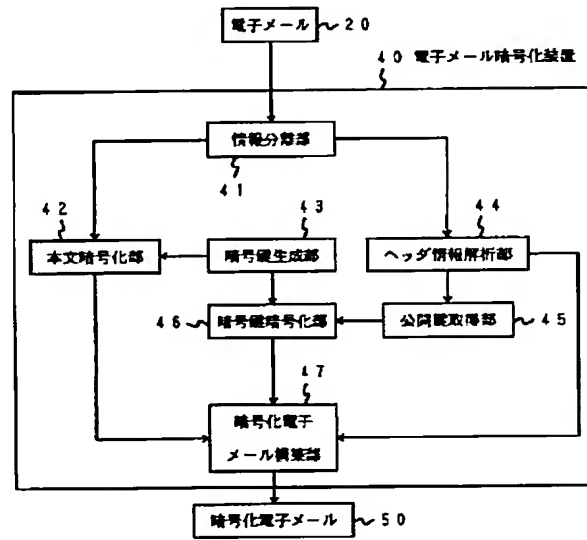 電子メール 20
40 電子メール暗号化装置
情報分離部
41
42
43
44
本文暗号化部
暗号鍵生成部
ヘッダ情報解析部
46
暗号鍵暗号化部
公開鍵取得部
45
47
暗号化電子
メール構築部
暗号化電子メール 50